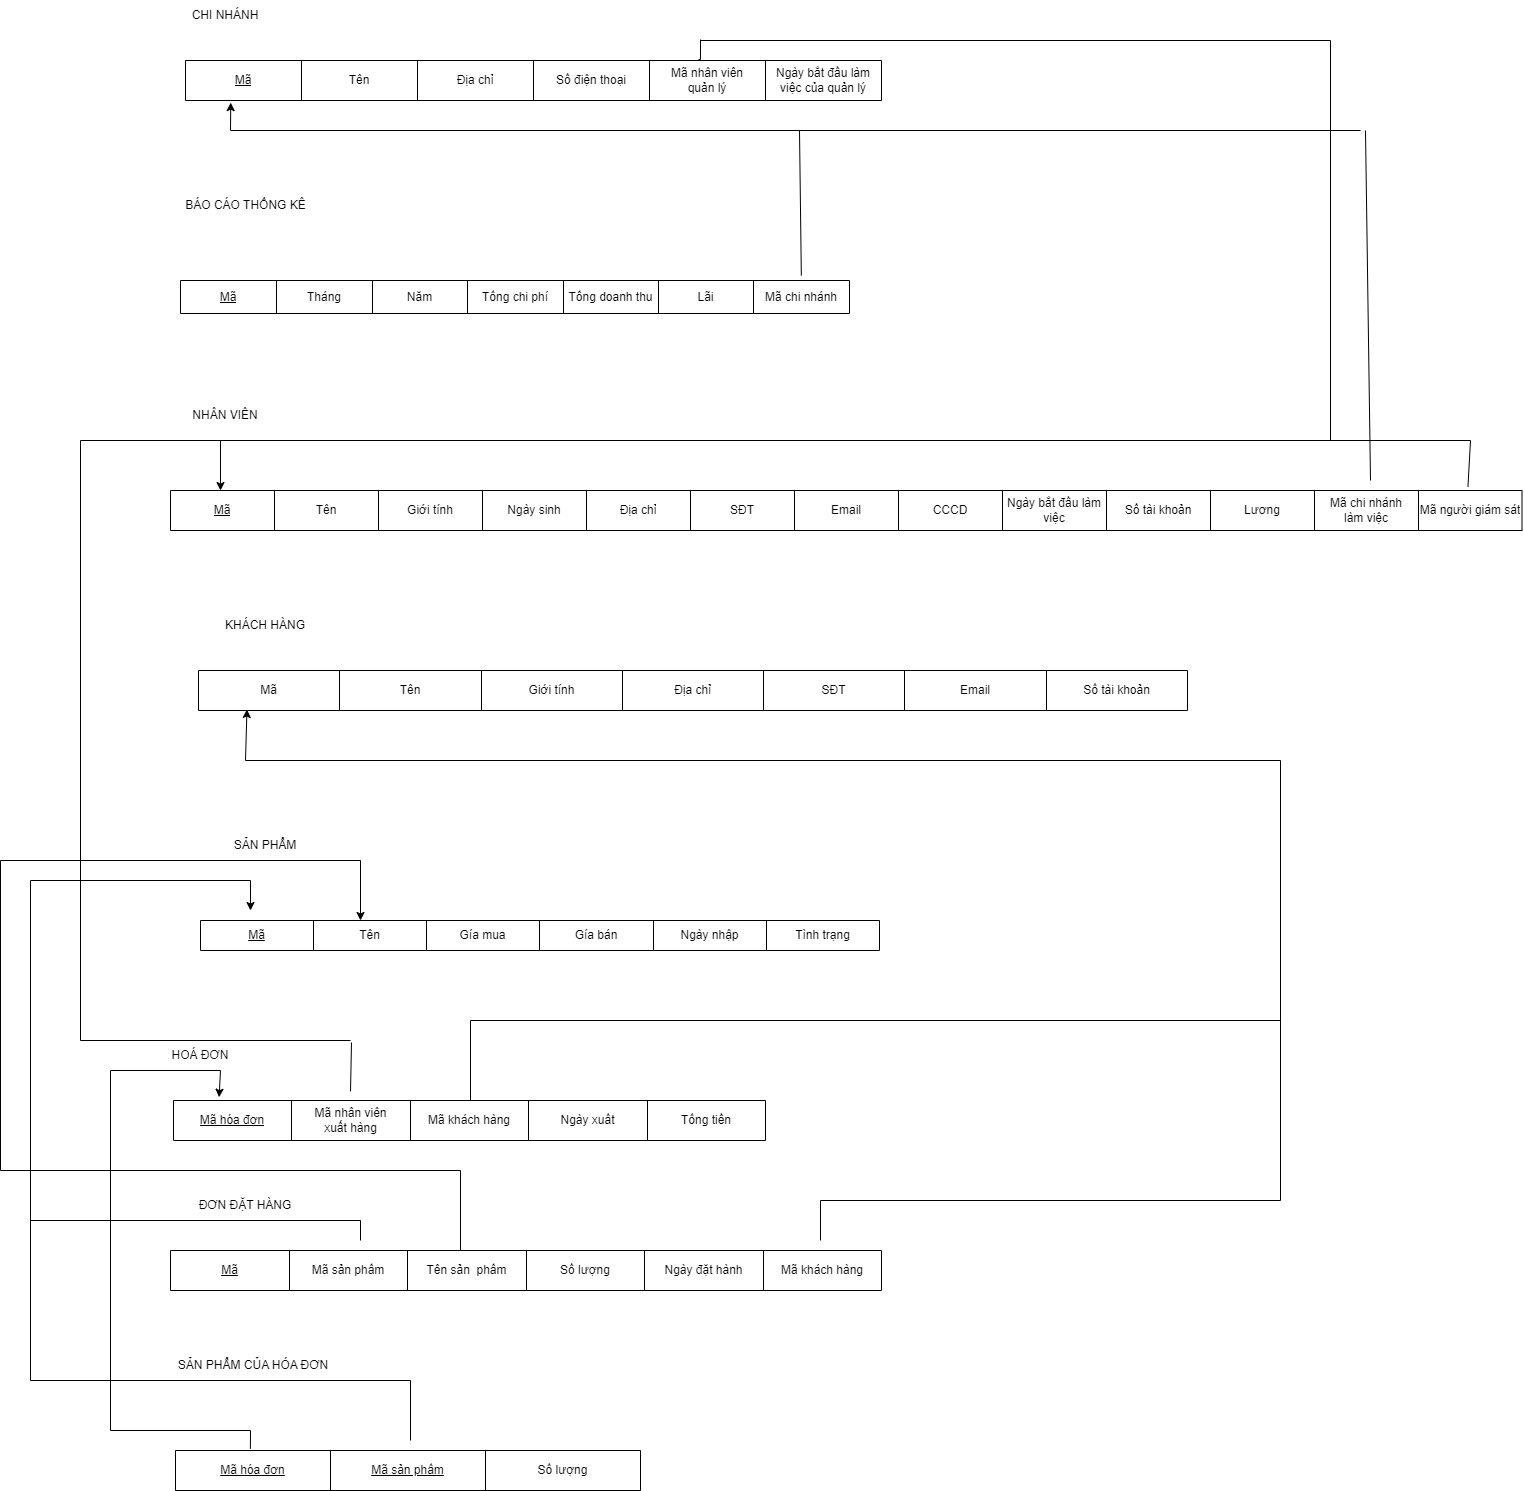 CHI NHÁNH
Mã
Tên
Địa chỉ
Số điện thoại
Mã nhân viên
quản lý
Ngày bắt đầu làm
việc của quản lý
BÁO CÁO THỐNG KÊ
Mã
Tháng
Năm
Tổng chi phí
Tổng doanh thu
Lãi
Mã chi nhánh
NHÂN VIÊN
Mã
Tên
Giới tính
Ngày sinh
Địa chỉ
SĐT
Email
CCCD
Ngày bắt đầu làm
việc
Số tài khoản
Lương
Mã chi nhánh
làm việc
Mã người giám sát
KHÁCH HÀNG
Mã
Tên
Giới tính
Địa chỉ
SĐT
Email
Số tài khoản
SẢN PHẨM
Mã
Tên
Gía mua
Gía bán
Ngày nhập
Tình trạng
HOÁ ĐƠN
Mã hóa đơn
Mã nhân viên
xuất hàng
Mã khách hàng
Ngày xuất
Tổng tiền
ĐƠN ĐẶT HÀNG
Mã
Mã sản phẩm
Tên sản phẩm
Số lượng
Ngày đặt hành
Mã khách hàng
SẢN PHẨM CỦA HÓA ĐƠN
Mã hóa đơn
Mã sản phẩm
Số lượng